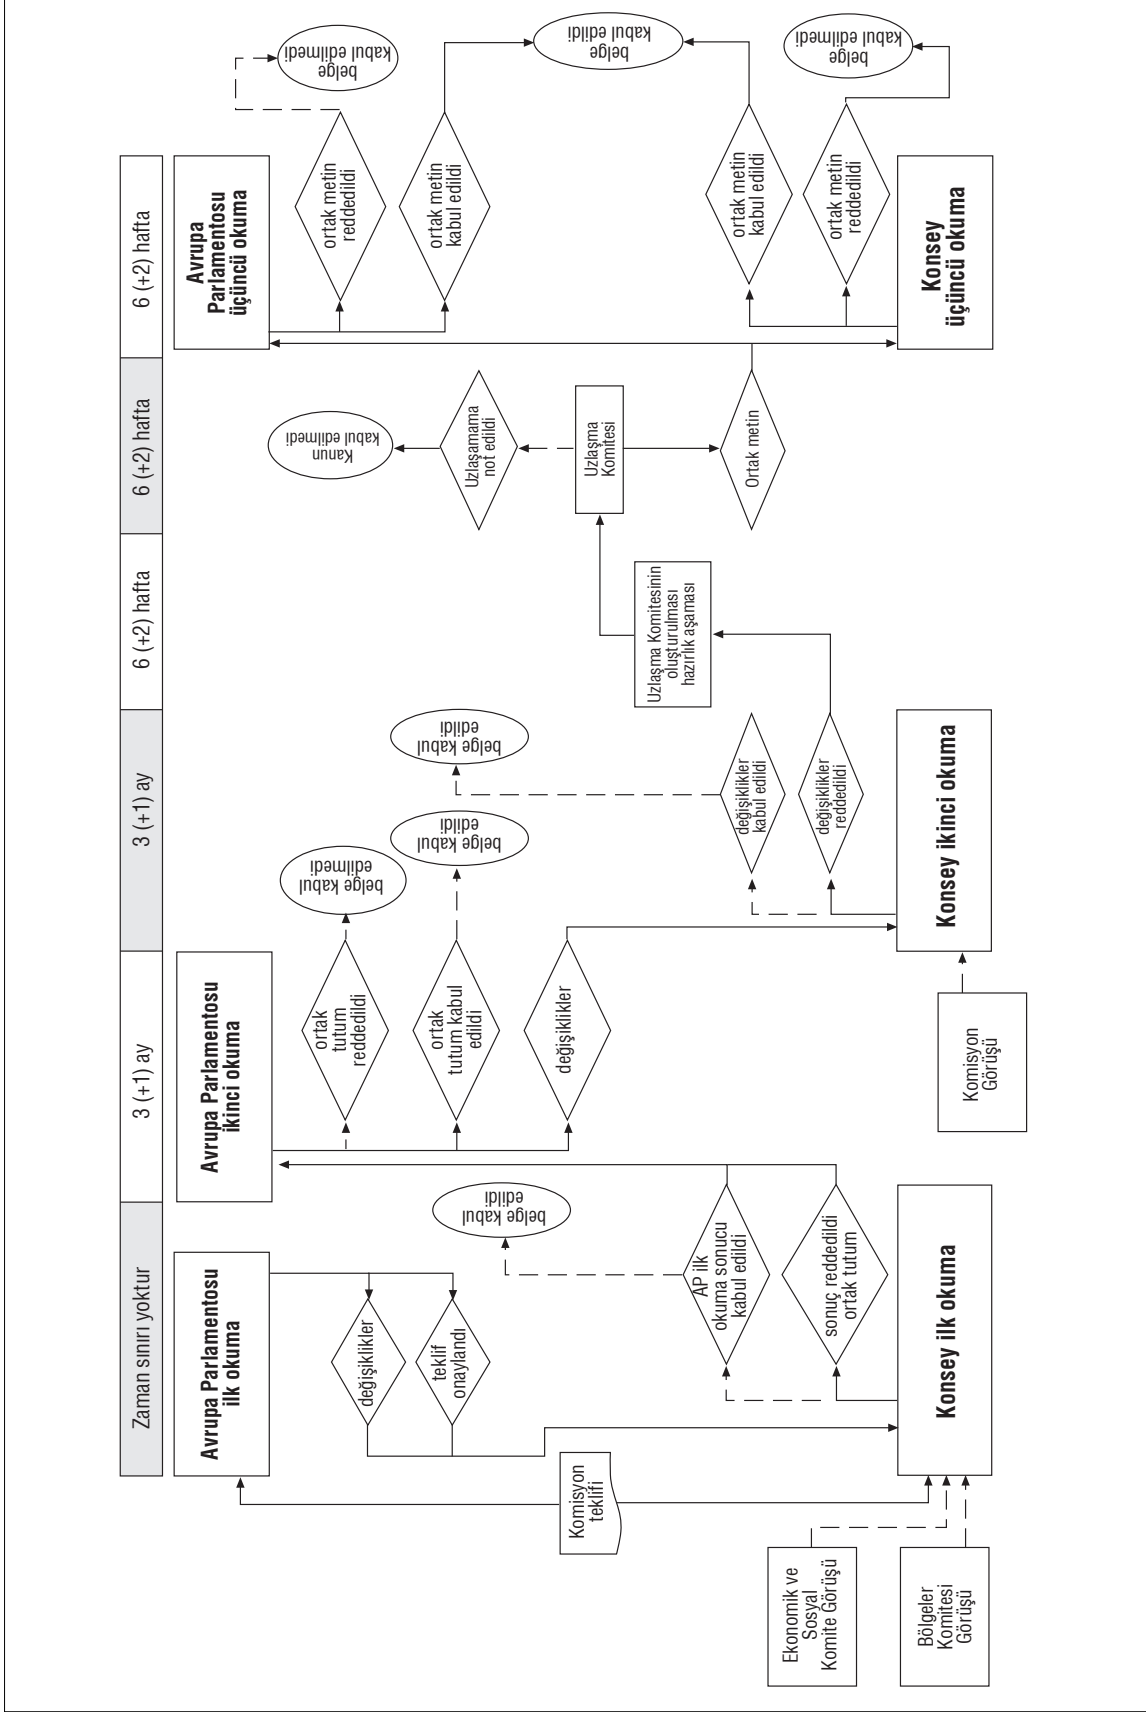 Zaman sınırı yoktur
3 (+1) ay
3 (+1) ay
6 (+2) hafta
6 (+2) hafta
6 (+2) hafta
Avrupa Parlamentosu
ilk okuma
değişiklikler
teklif
onaylandı
Komisyon
teklifi
Ekonomik ve
Sosyal
Komite Görüşü
Bölgeler
Komitesi
Görüşü
Konsey ilk okuma
AP ilk
okuma sonucu
kabul edildi
sonuç reddedildi
ortak tutum
belge kabul
edildi
Avrupa Parlamentosu
ikinci okuma
ortak
tutum
reddedildi
ortak
tutum kabul
edildi
değişiklikler
belge kabul
edilmedi
belge kabul
edildi
Komisyon
Görüşü
Konsey ikinci okuma
değişiklikler
kabul edildi
değişiklikler
reddedildi
belge kabul
edildi
Uzlaşma Komitesinin
oluşturulması
hazırlık aşaması
Uzlaşma
Komitesi
Uzlaşamama
not edildi
Kanun
kabul edilmedi
Ortak metin
Avrupa
Parlamentosu
üçüncü okuma
ortak metin
reddedildi
ortak metin
kabul edildi
ortak metin
kabul edildi
ortak metin
reddedildi
Konsey
üçüncü okuma
belge
kabul edilmedi
belge
kabul edildi
belge
kabul edilmedi